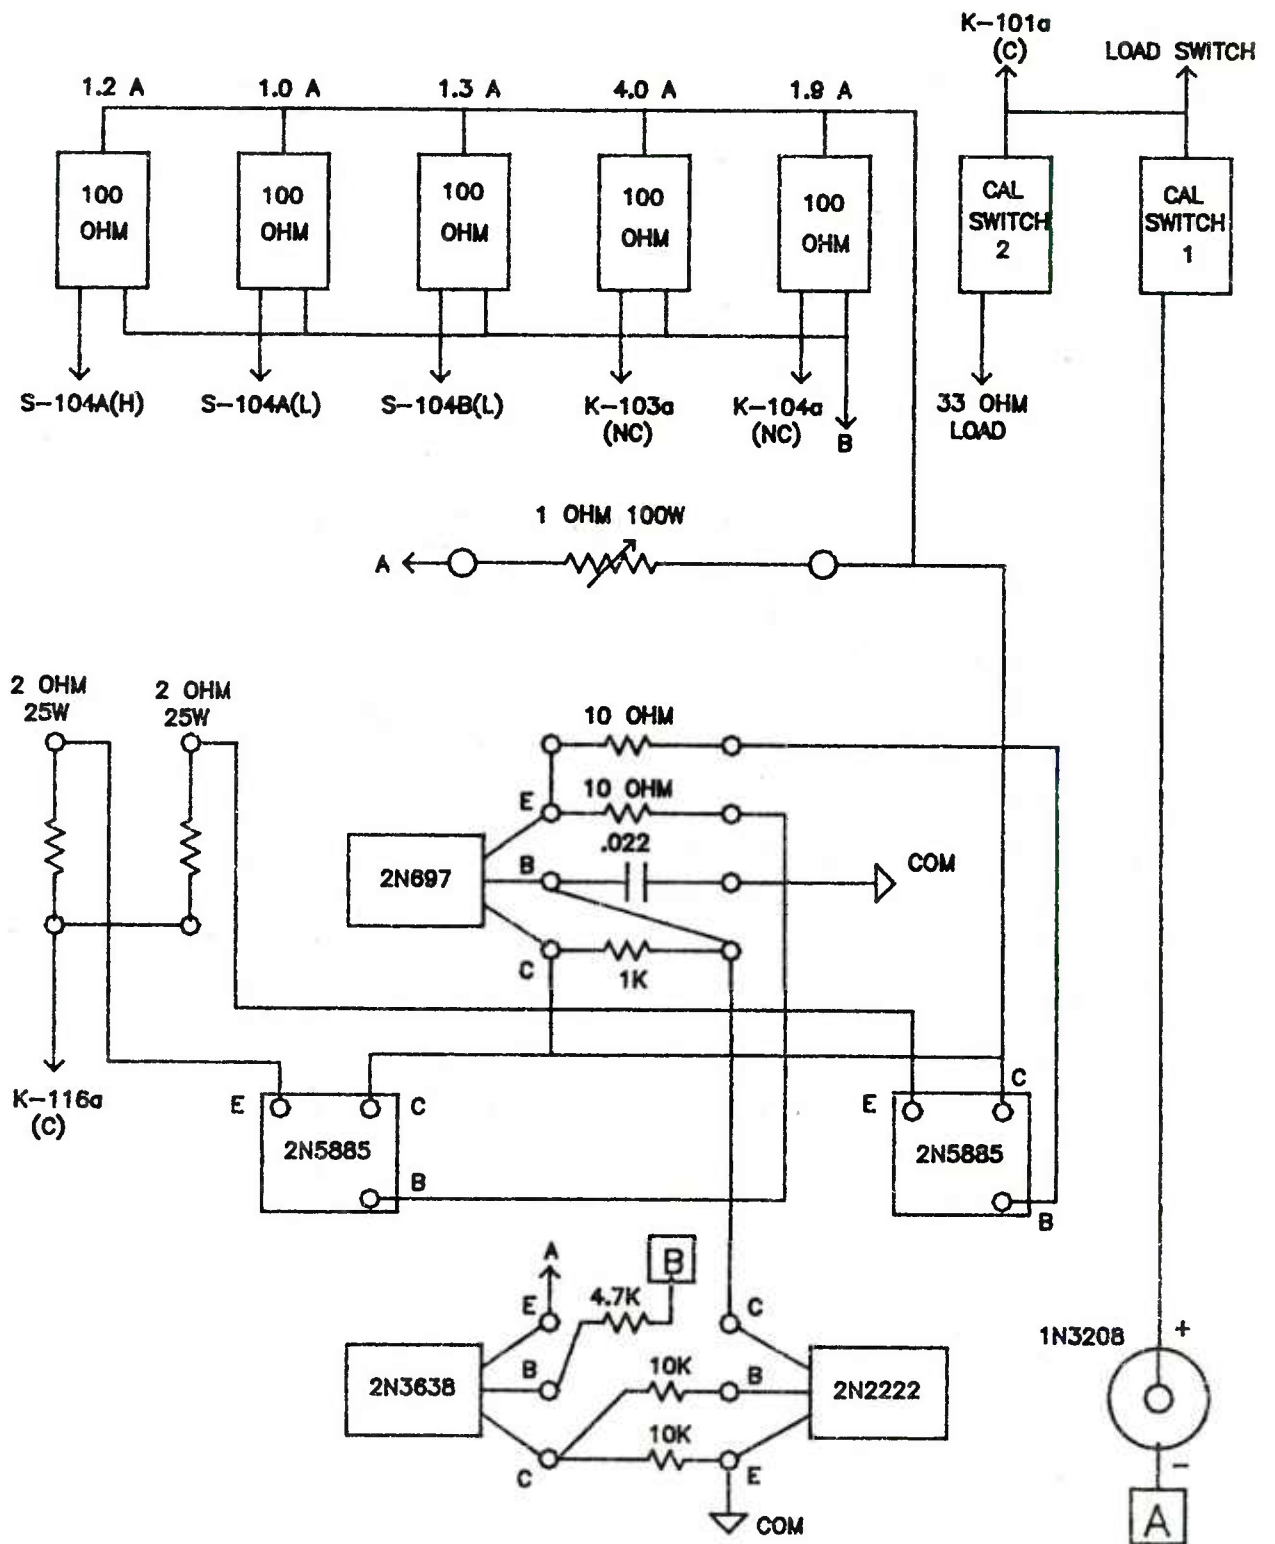 K-101a
(C)
LOAD SWITCH
1.2 A
1.0 A
1.3 A
4.0 A
1.9 A
100
OHM
100
OHM
100
OHM
100
OHM
100
OHM
CAL
SWITCH
2
CAL
SWITCH
1
S-104A(H)
S-104A(L)
S-104B(L)
K-103a
(NC)
K-104a
(NC)
B
33 OHM
LOAD
1 OHM 100W
A
2 OHM
25W
2 OHM
25W
10 OHM
10 OHM
E
.022
B
COM
2N697
C
1K
K-116a
(C)
E
C
2N5885
B
E
C
2N5885
B
A
B
E
4.7K
C
2N3638
B
10K
B
2N2222
10K
C
E
COM
1N3208
+
-
A